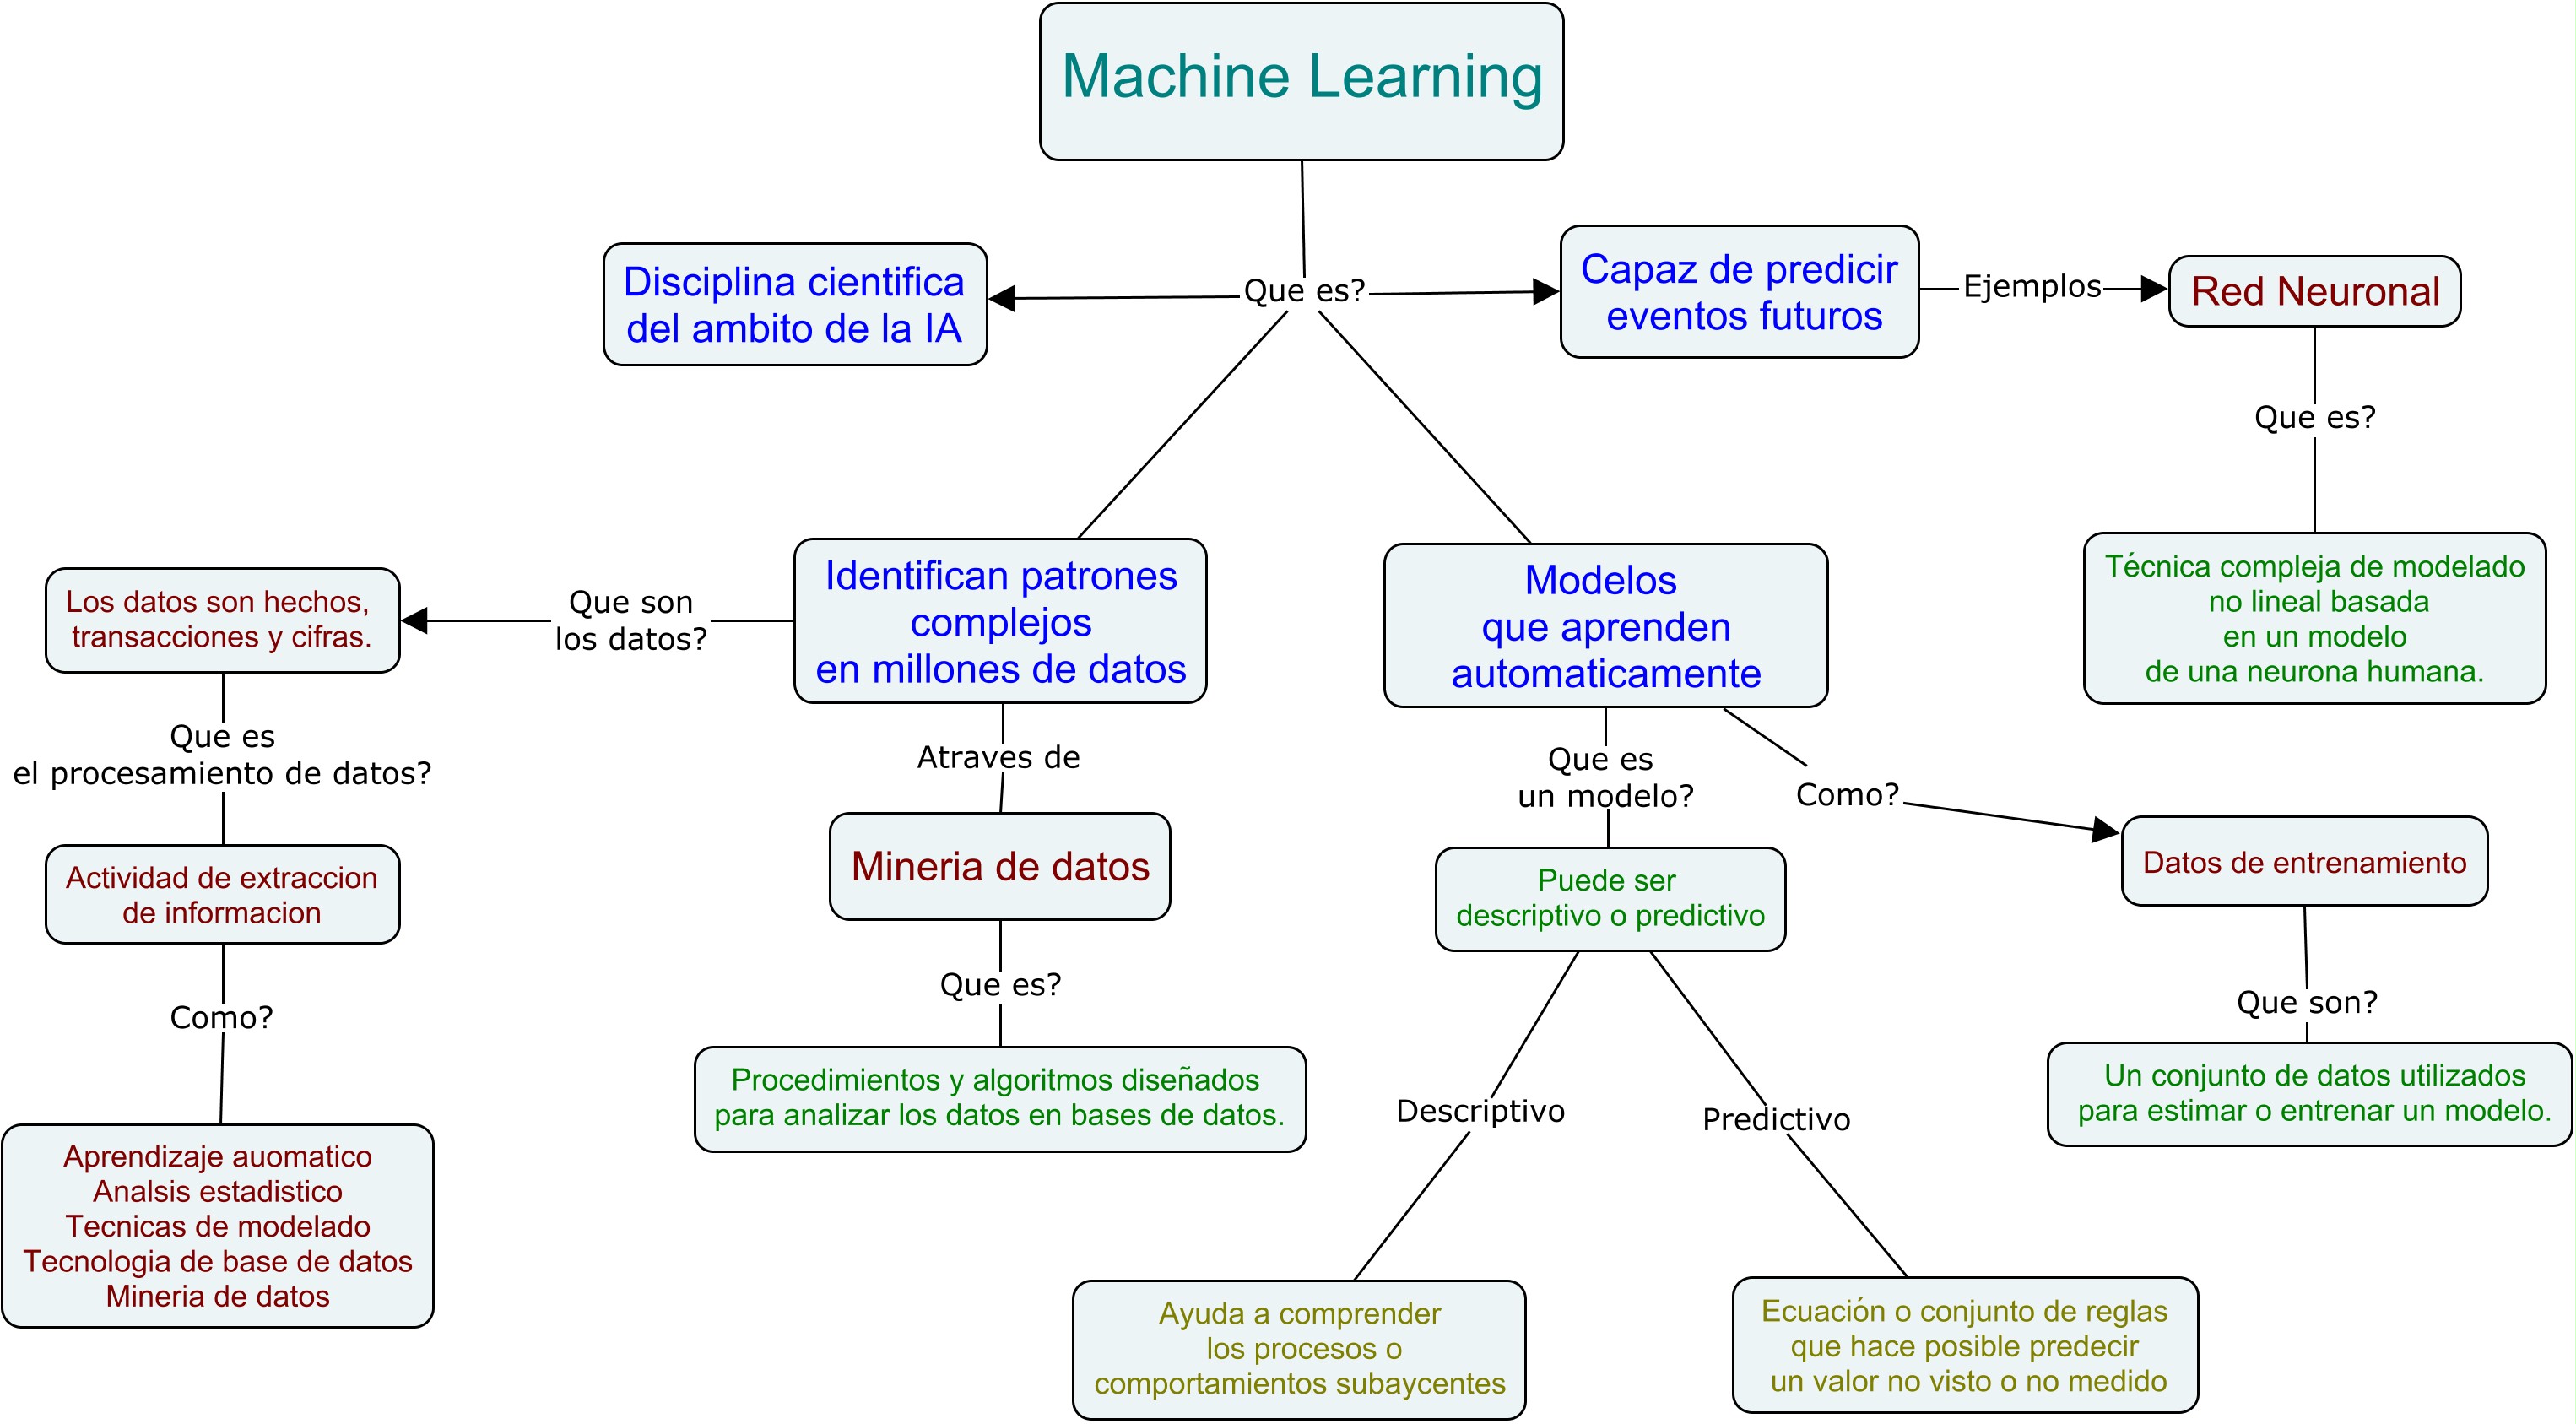 Machine Learning
Que es?
Disciplina cientifica
del ambito de la IA
Capaz de predicir
eventos futuros
Ejemplos
Red Neuronal
Que es?
Técnica compleja de modelado
no lineal basada
en un modelo
de una neurona humana.
Identifican patrones
complejos
en millones de datos
Que son
los datos?
Los datos son hechos,
transacciones y cifras.
Que es
el procesamiento de datos?
Actividad de extraccion
de informacion
Como?
Aprendizaje auomatico
Analsis estadistico
Tecnicas de modelado
Tecnologia de base de datos
Mineria de datos
Atraves de
Mineria de datos
Que es?
Procedimientos y algoritmos diseñados
para analizar los datos en bases de datos.
Modelos
que aprenden
automaticamente
Que es
un modelo?
Puede ser
descriptivo o predictivo
Descriptivo
Ayuda a comprender
los procesos o
comportamientos subaycentes
Predictivo
Ecuación o conjunto de reglas
que hace posible predecir
un valor no visto o no medido
Como?
Datos de entrenamiento
Que son?
Un conjunto de datos utilizados
para estimar o entrenar un modelo.